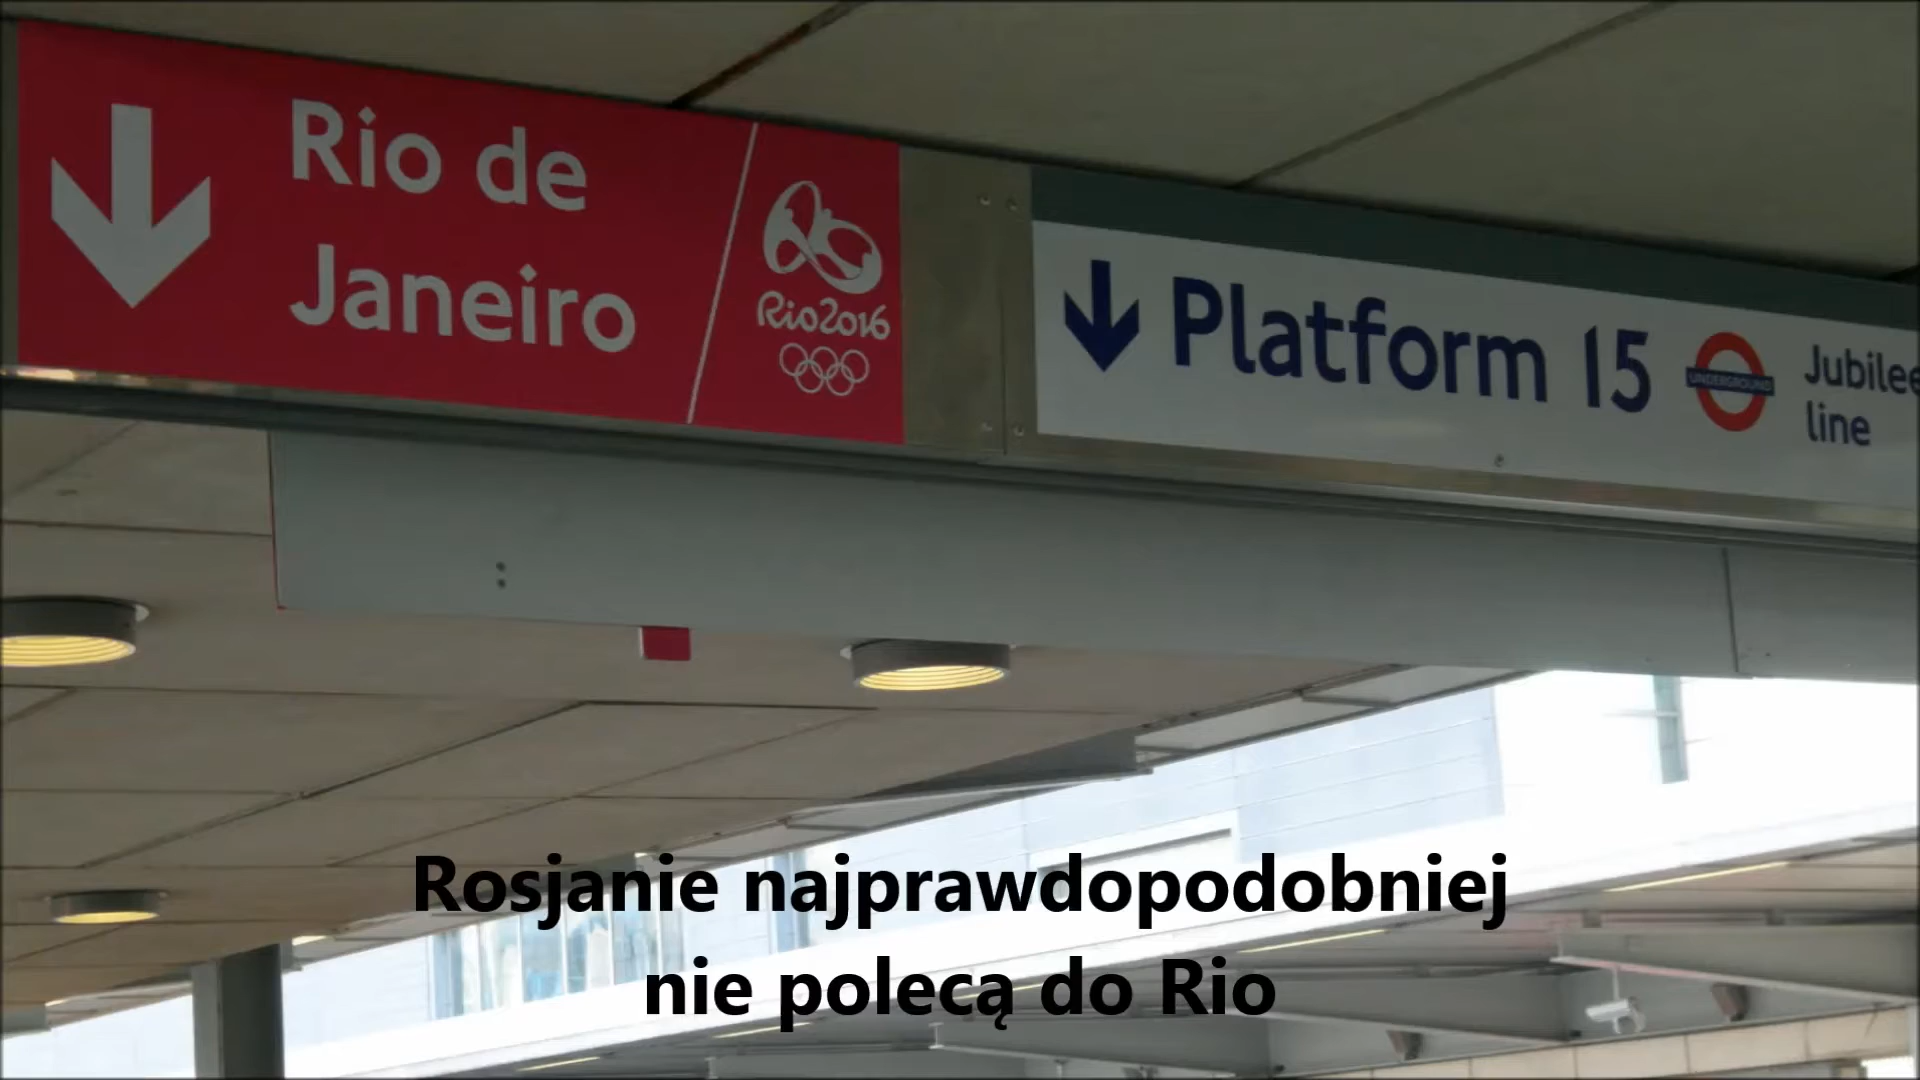 Rio de
Janeiro
Rio2016
Platform 15
UNDERGROUND
Jubilee
line
Rosjanie najprawdopodobniej
nie polecą do Rio